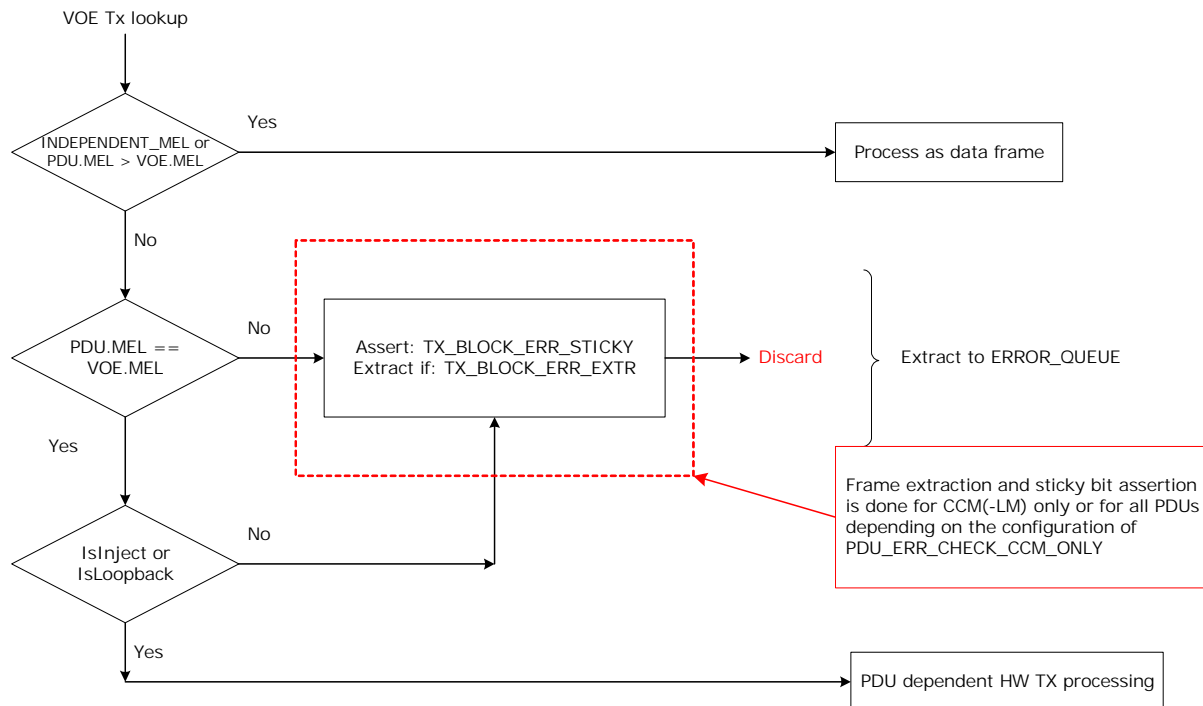 VOE Tx lookup
INDEPENDENT_MEL or
PDU.MEL > VOE.MEL
Yes
Process as data frame
No
PDU.MEL ==
VOE.MEL
No
Assert: TX_BLOCK_ERR_STICKY
Extract if: TX_BLOCK_ERR_EXTR
Discard
Extract to ERROR_QUEUE
Yes
Frame extraction and sticky bit assertion
is done for CCM(-LM) only or for all PDUs
depending on the configuration of
PDU_ERR_CHECK_CCM_ONLY
IsInject or
IsLoopback
No
Yes
PDU dependent HW TX processing